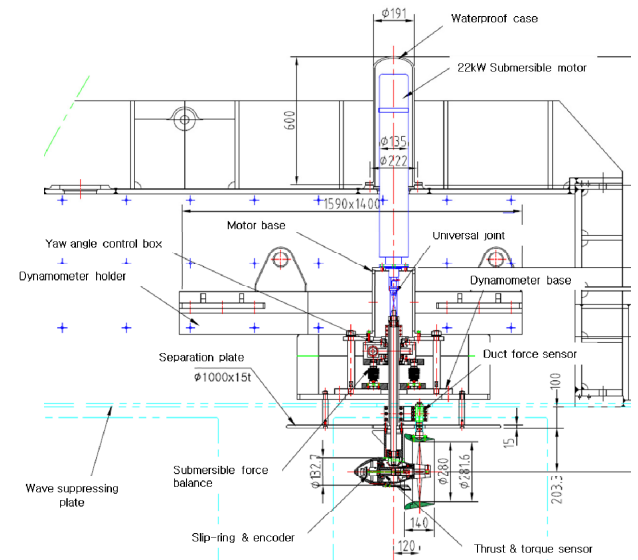 Φ191
Waterproof case
22kW Submersible motor
600
Φ135
Φ222
1590x1400
Motor base
Universal joint
Yaw angle control box
Dynamometer holder
Dynamometer base
Separation plate
Φ1000x15t
Duct force sensor
100
15
Submersible force
balance
Φ132.7
Φ280
Φ281.6
203.3
Wave suppressing
plate
140
Slip-ring & encoder
120
Thrust & torque sensor